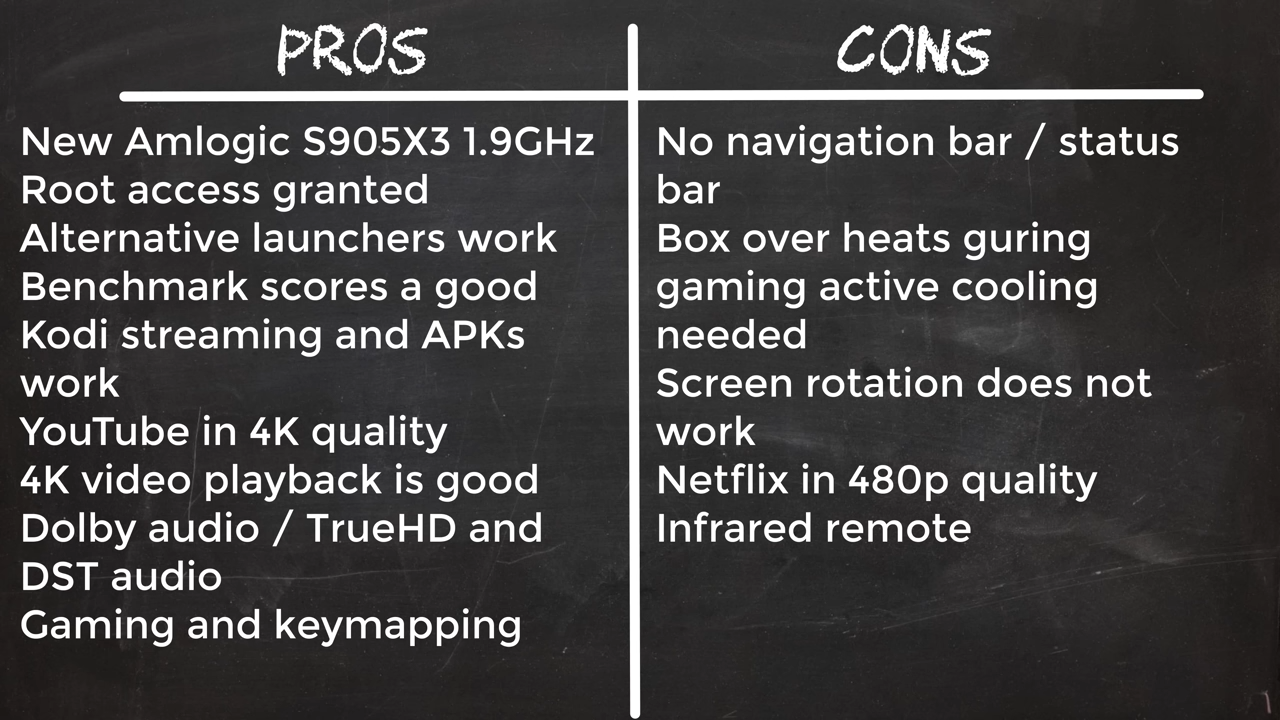 PROS
New Amlogic S905X3 1.9GHz
Root access granted
Alternative launchers work
Benchmark scores a good
Kodi streaming and APKs
work
YouTube in 4K quality
4K video playback is good
Dolby audio / TrueHD and
DST audio
Gaming and keymapping
CONS
No navigation bar / status
bar
Box over heats guring
gaming active cooling
needed
Screen rotation does not
work
Netflix in 480p quality
Infrared remote